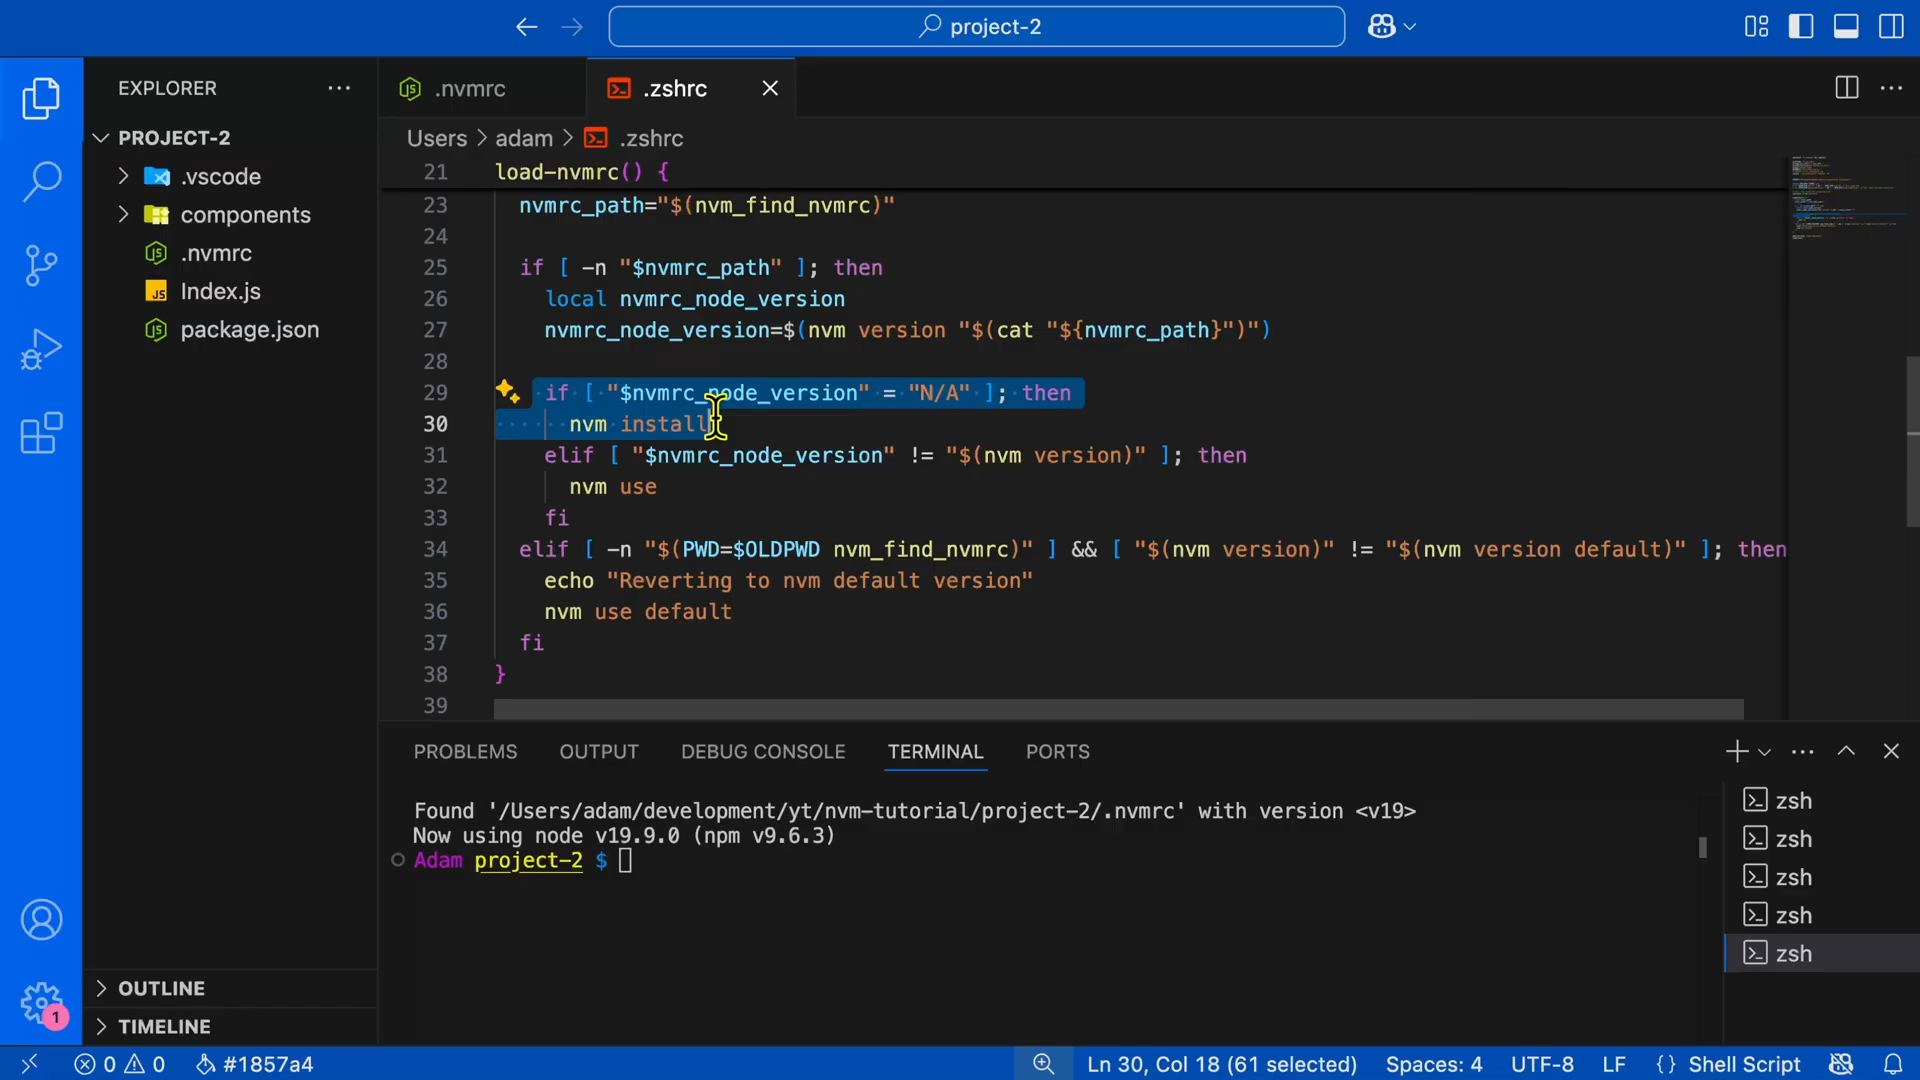 project-2
EXPLORER
PROJECT-2
.vscode
components
.nvmrc
Index.js
package.json
OUTLINE
TIMELINE
.nvmrc
.zshrc
Users > adam > .zshrc
21 load-nvmrc() {
23 nvmrc_path="$(nvm_find_nvmrc)"
24
25 if [ -n "$nvmrc_path" ]; then
26 local nvmrc_node_version
27 nvmrc_node_version=$(nvm version "$(cat "${nvmrc_path}")")
28
29 if [ "$nvmrc_node_version" = "N/A" ]; then
30 nvm install
31 elif [ "$nvmrc_node_version" != "$(nvm version)" ]; then
32 nvm use
33 fi
34 elif [ -n "$(PWD=$OLDPWD nvm_find_nvmrc)" ] && [ "$(nvm version)" != "$(nvm version default)" ]; then
35 echo "Reverting to nvm default version"
36 nvm use default
37 fi
38 }
39
PROBLEMS OUTPUT DEBUG CONSOLE TERMINAL PORTS
Found '/Users/adam/development/yt/nvm-tutorial/project-2/.nvmrc' with version <v19>
Now using node v19.9.0 (npm v9.6.3)
Adam project-2 $
zsh
zsh
zsh
zsh
zsh
1
0 0 #1857a4 Ln 30, Col 18 (61 selected) Spaces: 4 UTF-8 LF {} Shell Script